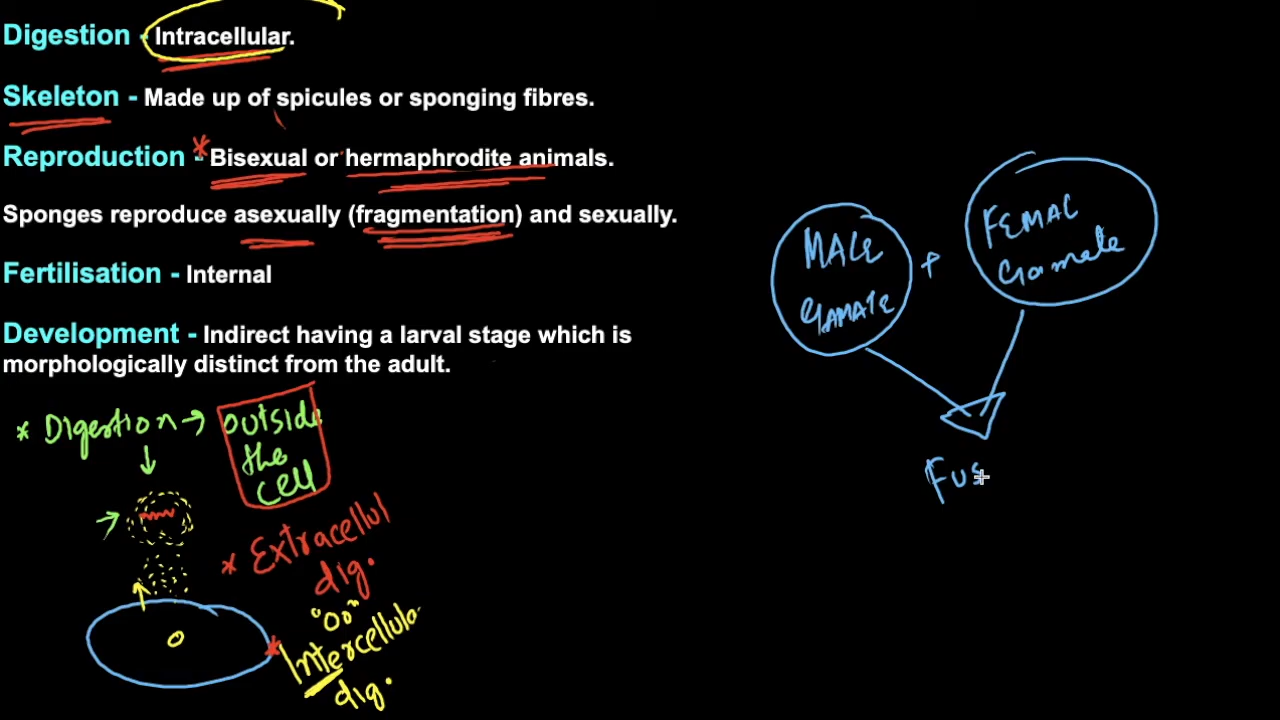 Digestion - Intracellular.
Skeleton - Made up of spicules or sponging fibres.
Reproduction - *Bisexual or hermaphrodite animals.
Sponges reproduce asexually (fragmentation) and sexually.
Fertilisation - Internal
Development - Indirect having a larval stage which is
morphologically distinct from the adult.
* Digestion → outside
the
cell
* Extracellul
dig.
"Or"
* Intercellula
dig.
MALE
GAMATE
+
FEMAL
Gamate
Fus